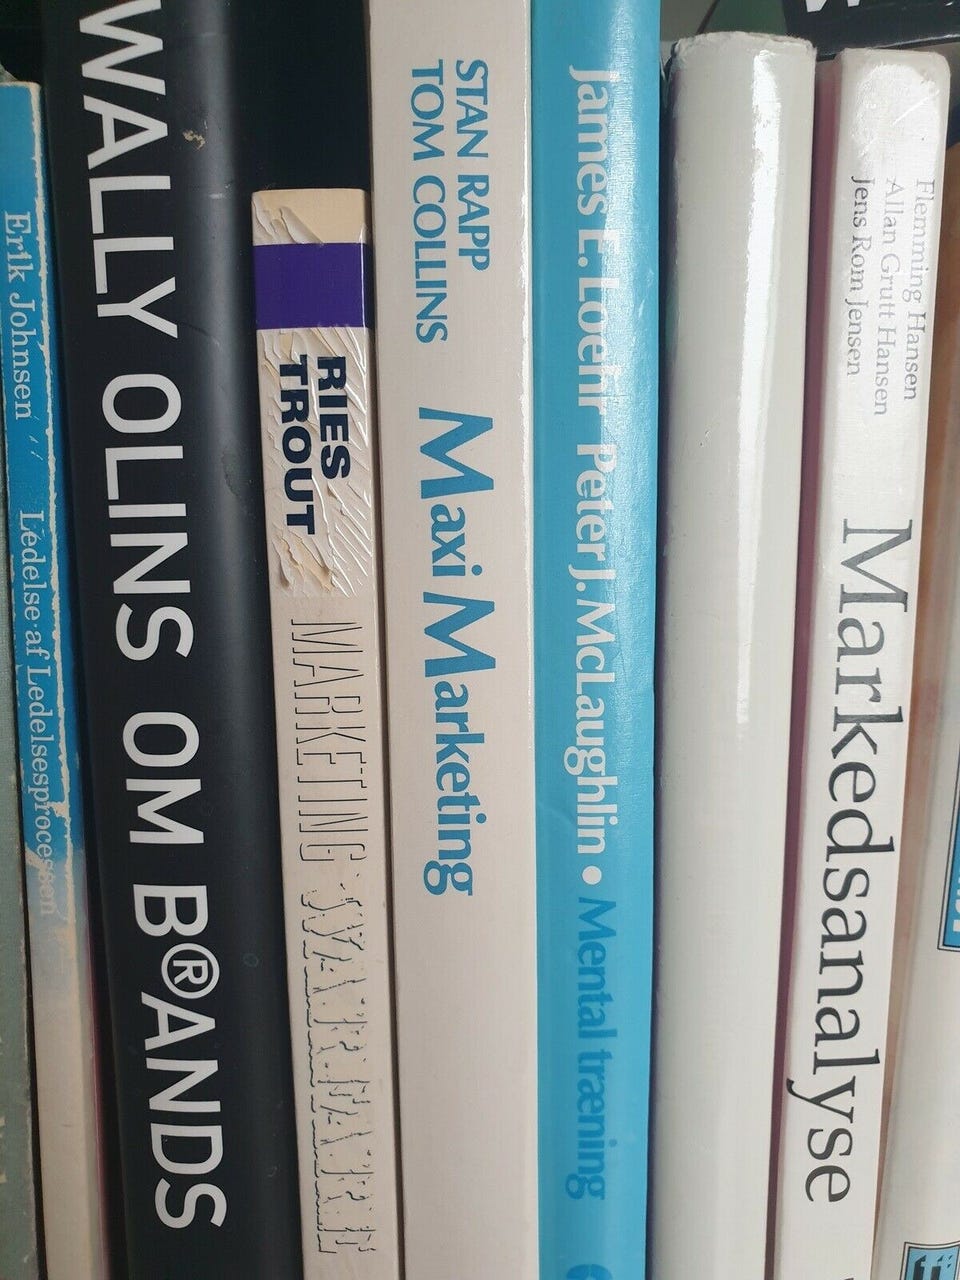 Erik Johnsen
Ledelse af Ledelsesprocessen
WALLY OLINS OM B®ANDS
RIES
TROUT
MARKETING
STAN RAPP
TOM COLLINS
Maxi Marketing
James E. Loehr Peter J. McLaughlin • Mental træning
Flemming Hansen
Allan Grutt Hansen
Jens Rom Jensen
Markedsanalyse